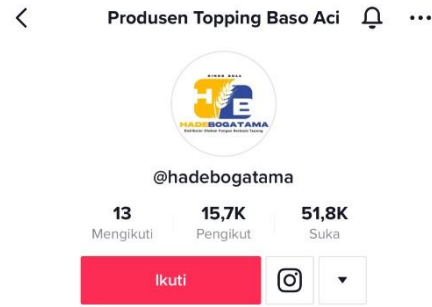 Produsen Topping Baso Aci
HADEBOGATAMA
@hadebogatama
13 15,7K 51,8K
Mengikuti Pengikut Suka
Ikuti